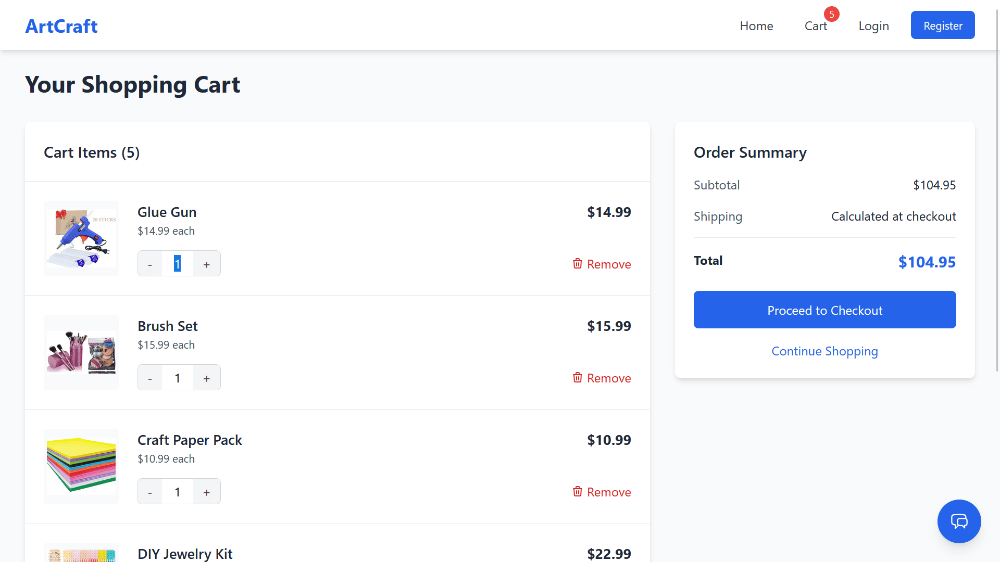 ArtCraft
Home
Cart
5
Login
Register
Your Shopping Cart
Cart Items (5)
20 STICKS
Glue Gun
$14.99 each
$14.99
- 1 +
Remove
Brush Set
$15.99 each
$15.99
- 1 +
Remove
Craft Paper Pack
$10.99 each
$10.99
- 1 +
Remove
DIY Jewelry Kit
$22.99
Order Summary
Subtotal $104.95
Shipping Calculated at checkout
Total $104.95
Proceed to Checkout
Continue Shopping